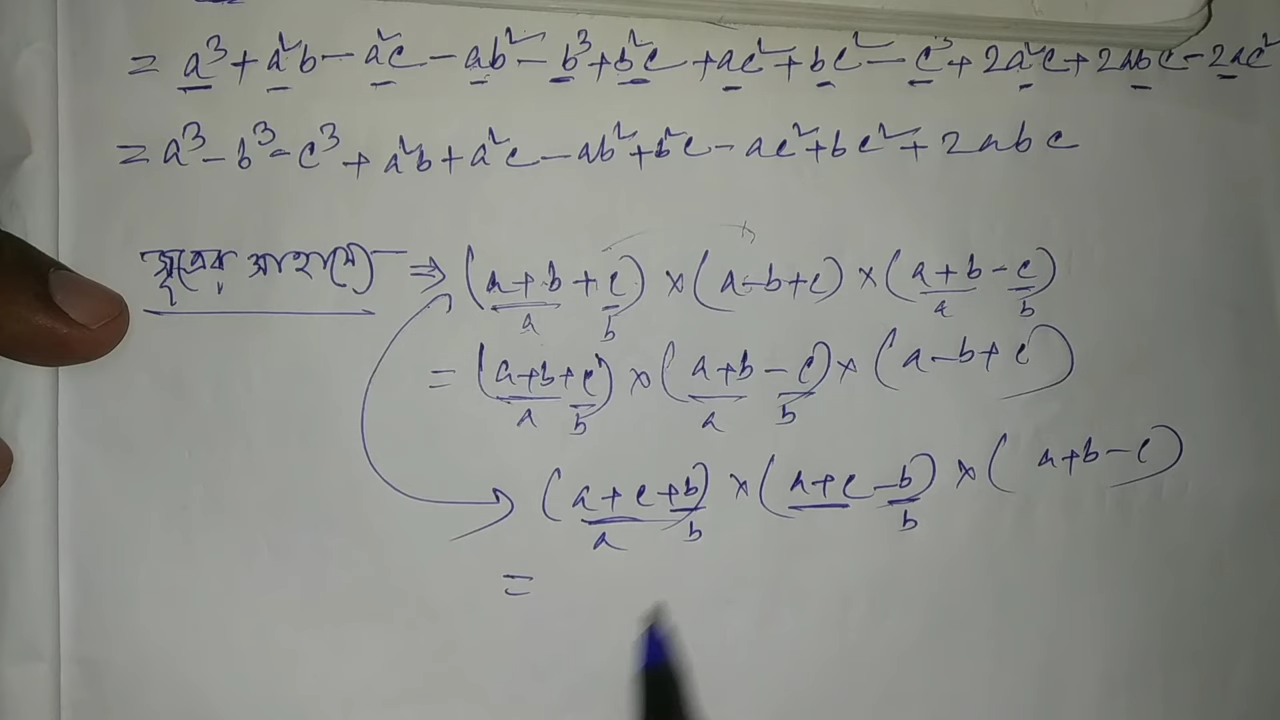 = a³ + a²b - a²c - ab² - b³ + b²c + ac² + bc² - c³ + 2a²c + 2abc - 2ac²
= a³ - b³ - c³ + a²b + a²c - ab² + b²c - ac² + bc² + 2abc
সূত্রের সাহায্যে ⇒ (a+b+c) × (a-b+c) × (a+b-c)
a b a b
= (a+b+c) × (a+b-c) × (a-b+c)
a b a b
(a+c+b) × (a+c-b) × (a+b-c)
a b b
=